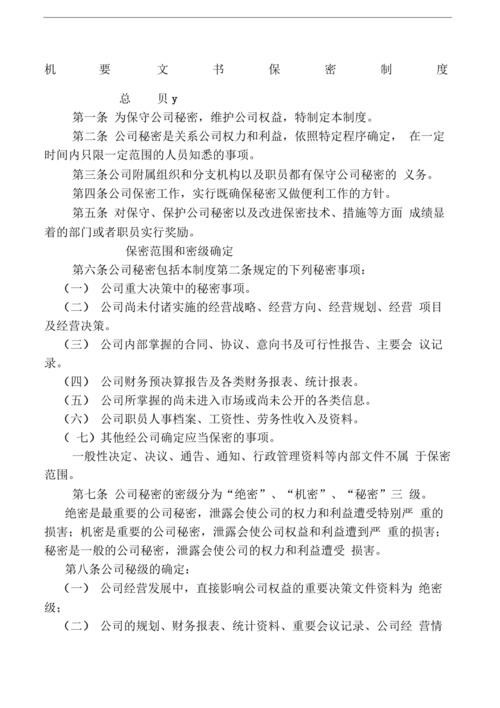 机 要 文 书 保 密 制 度
总 贝y
第一条 为保守公司秘密，维护公司权益，特制定本制度。
第二条 公司秘密是关系公司权力和利益，依照特定程序确定， 在一定
时间内只限一定范围的人员知悉的事项。
第三条公司附属组织和分支机构以及职员都有保守公司秘密的 义务。
第四条公司保密工作，实行既确保秘密又做便利工作的方针。
第五条 对保守、保护公司秘密以及改进保密技术、措施等方面 成绩显
着的部门或者职员实行奖励。
保密范围和密级确定
第六条公司秘密包括本制度第二条规定的下列秘密事项：
（一） 公司重大决策中的秘密事项。
（二） 公司尚未付诸实施的经营战略、经营方向、经营规划、经营 项目
及经营决策。
（三） 公司内部掌握的合同、协议、意向书及可行性报告、主要会 议记
录。
（四） 公司财务预决算报告及各类财务报表、统计报表。
（五） 公司所掌握的尚未进入市场或尚未公开的各类信息。
（六） 公司职员人事档案、工资性、劳务性收入及资料。
（ 七）其他经公司确定应当保密的事项。
一般性决定、决议、通告、通知、行政管理资料等内部文件不属 于保密
范围。
第七条 公司秘密的密级分为“绝密”、“机密”、“秘密”三 级。
绝密是最重要的公司秘密，泄露会使公司的权力和利益遭受特别严 重的
损害；机密是重要的公司秘密，泄露会使公司权益和利益遭到严 重的损害；
秘密是一般的公司秘密，泄露会使公司的权力和利益遭受 损害。
第八条公司秘级的确定：
（一） 公司经营发展中，直接影响公司权益的重要决策文件资料为 绝密
级；
（二） 公司的规划、财务报表、统计资料、重要会议记录、公司经 营情